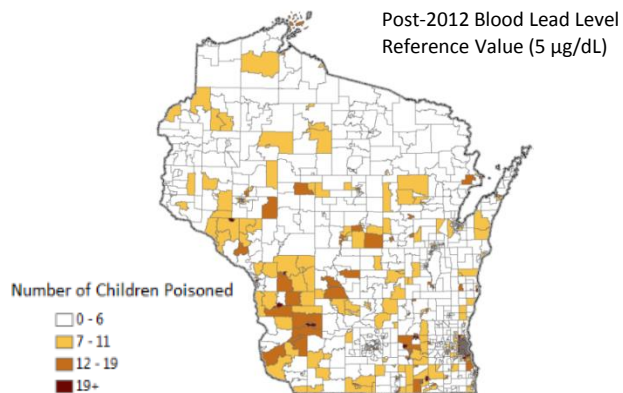 Post-2012 Blood Lead Level
Reference Value (5 µg/dL)
Number of Children Poisoned
0 - 6
7 - 11
12 - 19
19+